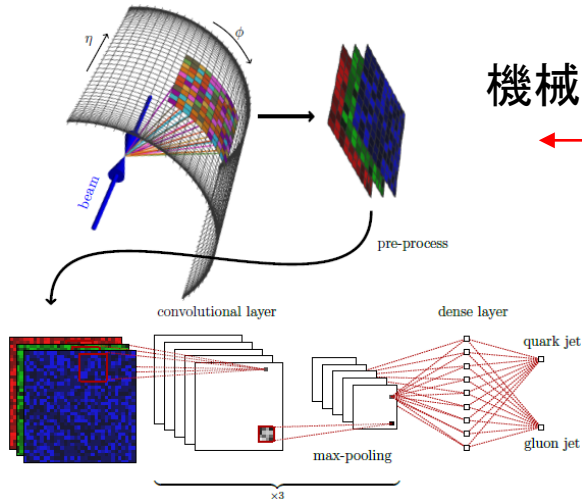 η
ϕ
機械
beam
pre-process
convolutional layer
dense layer
quark jet
gluon jet
max-pooling
×3